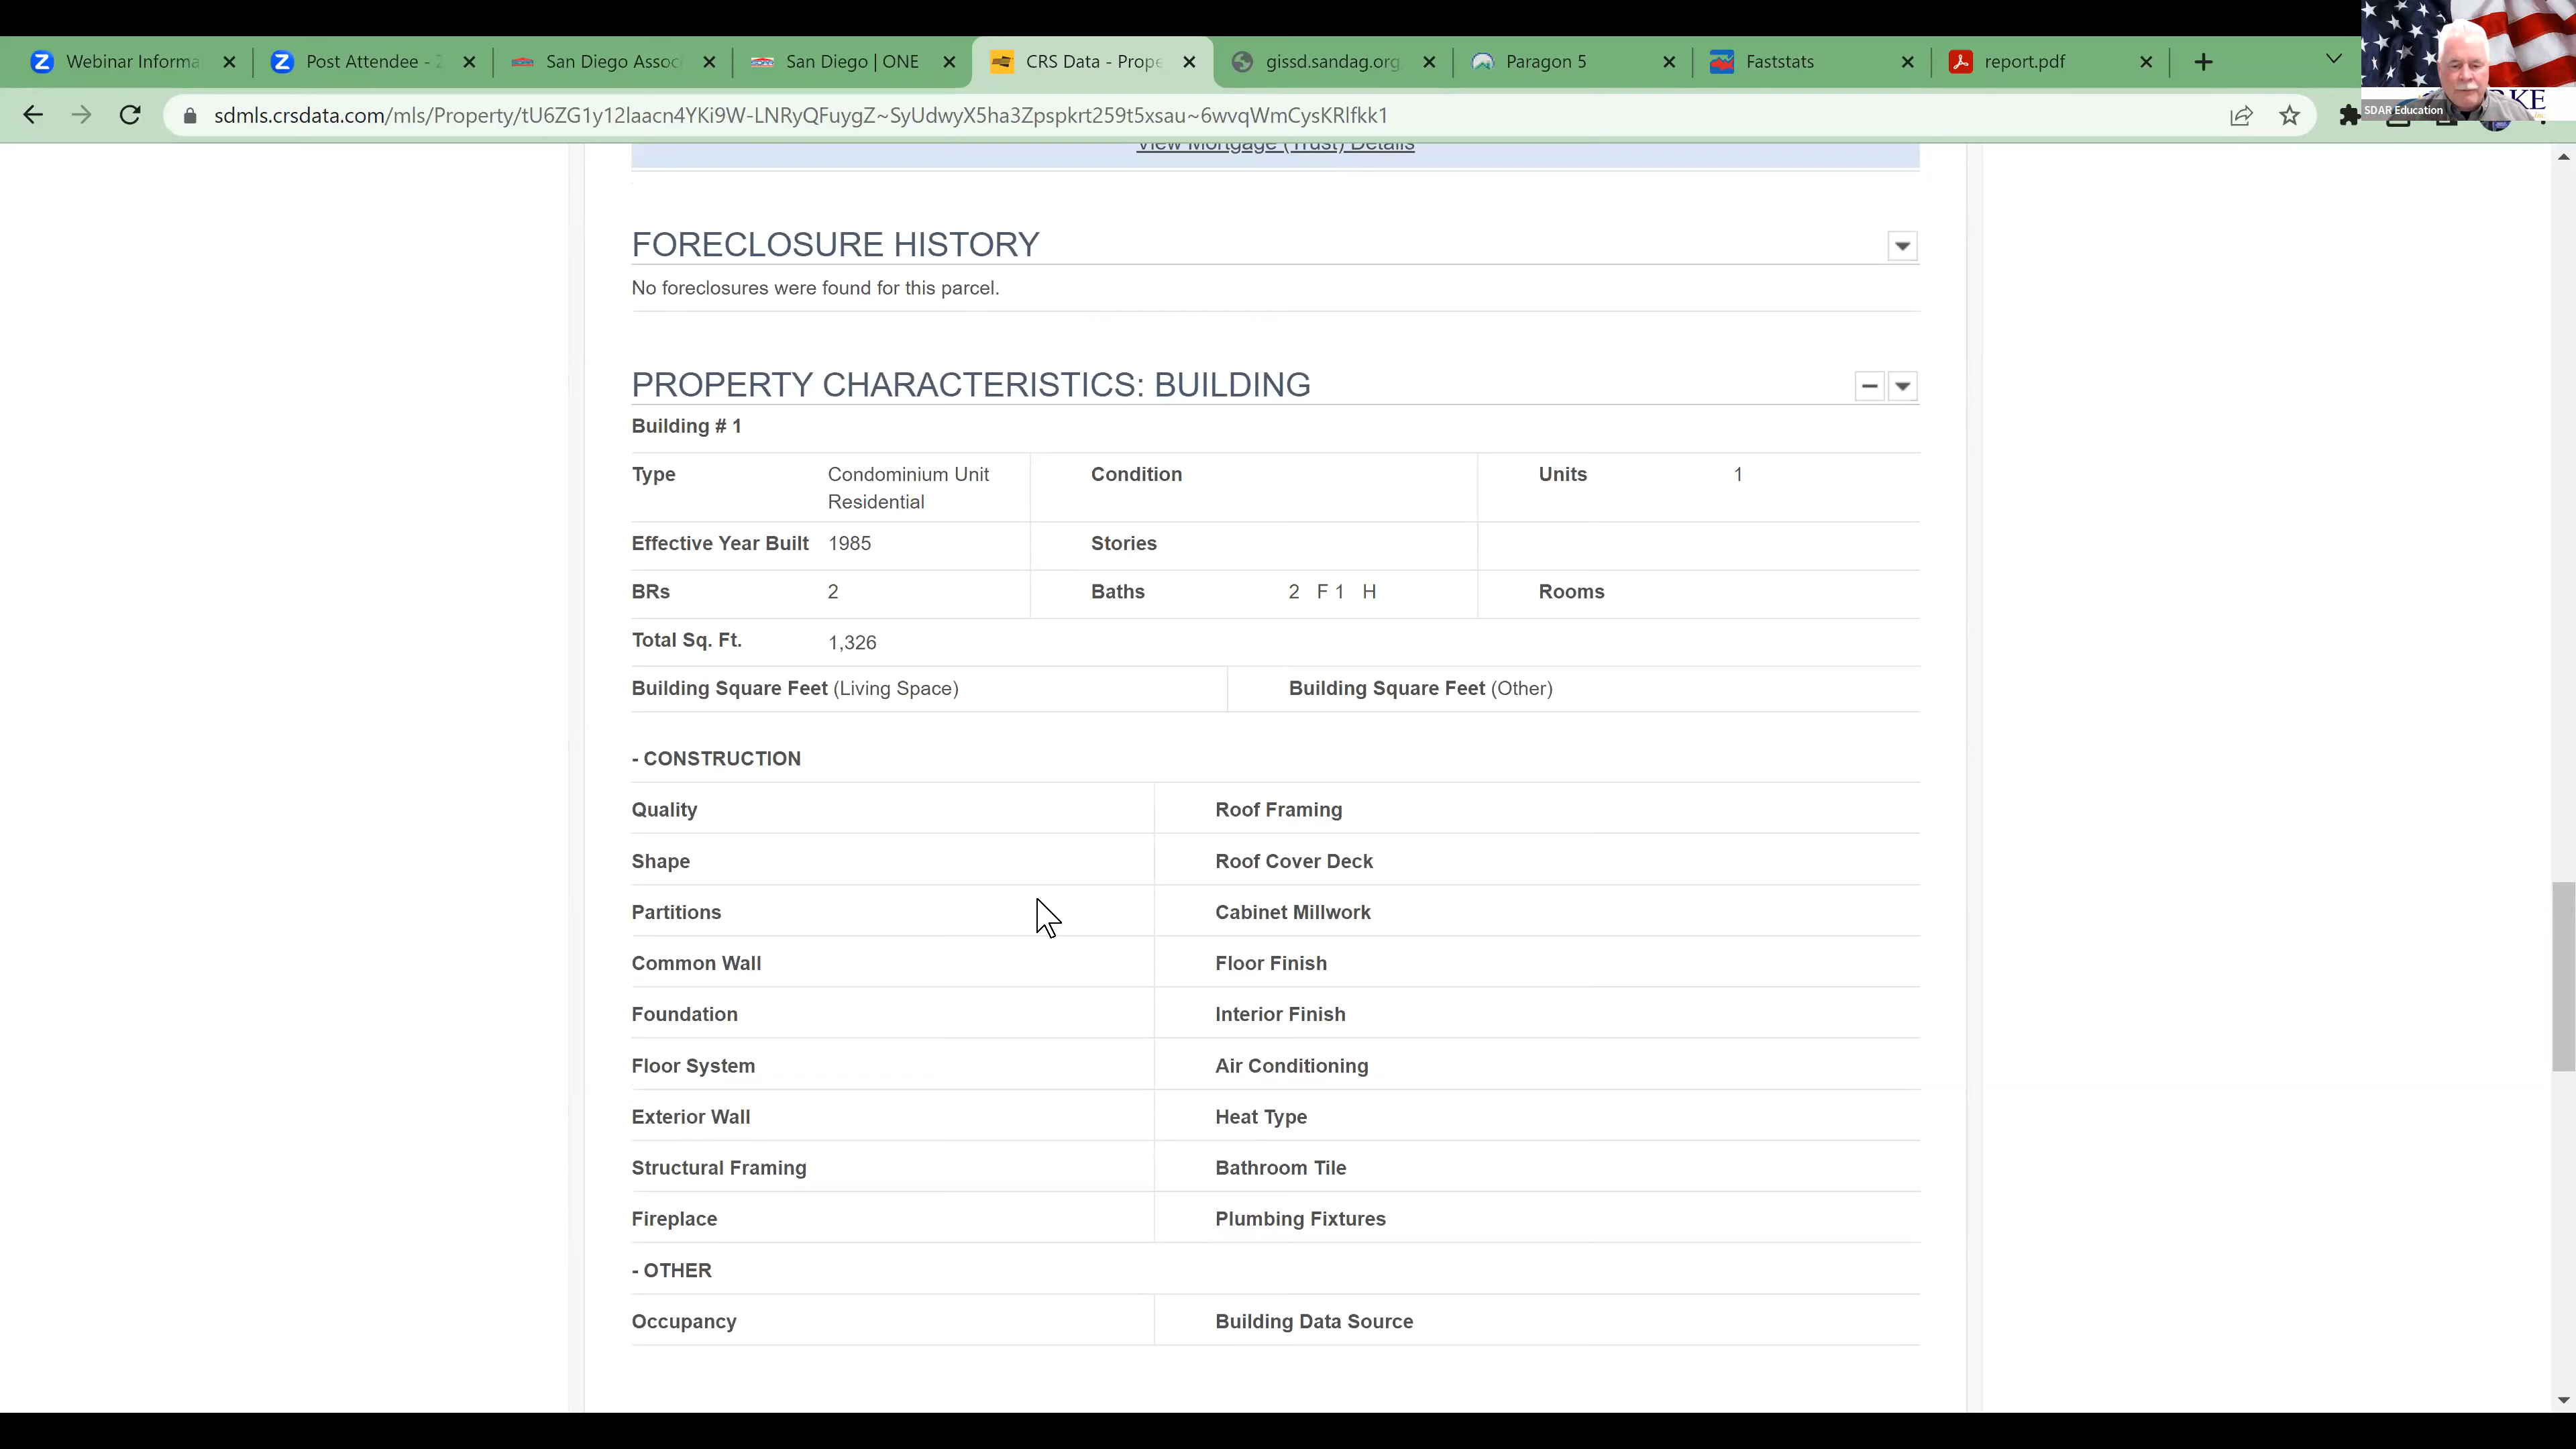 Webinar Informa
Post Attendee - Z
San Diego Assoc
San Diego | ONE
CRS Data - Prope
gissd.sandag.org
Paragon 5
Faststats
report.pdf
sdmls.crsdata.com/mls/Property/tU6ZG1y12laacn4YKi9W-LNRyQFuygZ~SyUdwyX5ha3Zpspkrt259t5xsau~6wvqWmCysKRlfkk1
SDAR Education
View Mortgage (Trust) Details
FORECLOSURE HISTORY
No foreclosures were found for this parcel.
PROPERTY CHARACTERISTICS: BUILDING
Building # 1
Type Condominium Unit Residential Condition Units 1
Effective Year Built 1985 Stories
BRs 2 Baths 2 F 1 H Rooms
Total Sq. Ft. 1,326
Building Square Feet (Living Space) Building Square Feet (Other)
- CONSTRUCTION
Quality Roof Framing
Shape Roof Cover Deck
Partitions Cabinet Millwork
Common Wall Floor Finish
Foundation Interior Finish
Floor System Air Conditioning
Exterior Wall Heat Type
Structural Framing Bathroom Tile
Fireplace Plumbing Fixtures
- OTHER
Occupancy Building Data Source